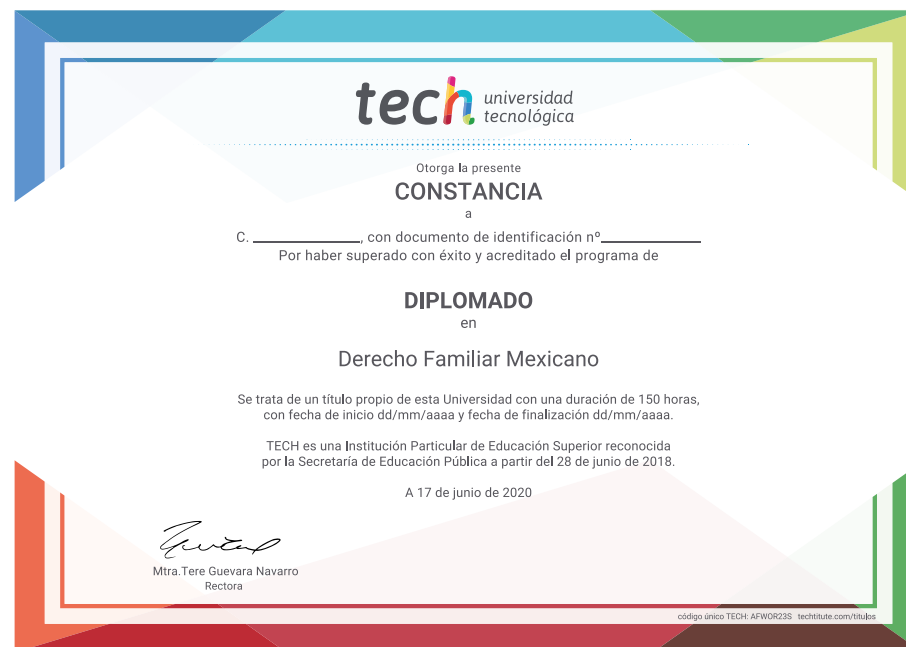 tech universidad
tecnológica
Otorga la presente
CONSTANCIA
a
C. ____________, con documento de identificación nº____________
Por haber superado con éxito y acreditado el programa de
DIPLOMADO
en
Derecho Familiar Mexicano
Se trata de un título propio de esta Universidad con una duración de 150 horas,
con fecha de inicio dd/mm/aaaa y fecha de finalización dd/mm/aaaa.
TECH es una Institución Particular de Educación Superior reconocida
por la Secretaría de Educación Pública a partir del 28 de junio de 2018.
A 17 de junio de 2020
Mtra.Tere Guevara Navarro
Rectora
código único TECH: AFWOR23S techtitute.com/titulos